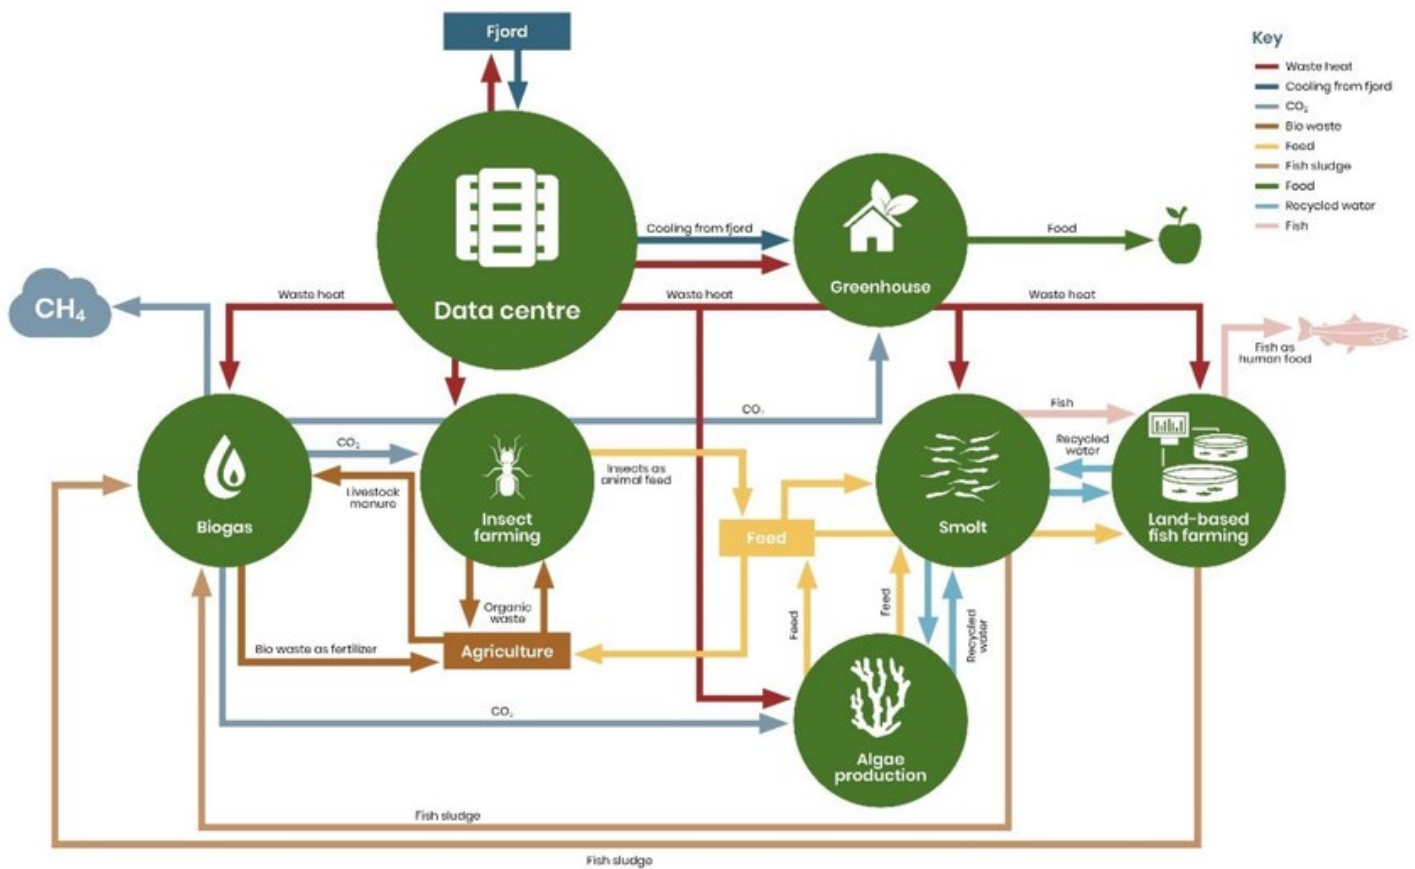 Fjord
Key
Waste heat
Cooling from fjord
CO₂
Bio waste
Feed
Fish sludge
Food
Recycled water
Fish
Cooling from fjord
Food
Greenhouse
Data centre
CH₄
Waste heat
Waste heat
Waste heat
Fish as
human food
CO₂
Fish
CO₂
Recycled
water
Insects as
animal feed
Livestock
manure
Biogas
Insect
farming
Feed
Smolt
Land-based
fish farming
Organic
waste
Feed
Feed
Recycled
water
Bio waste as fertilizer
Agriculture
CO₂
Algae
production
Fish sludge
Fish sludge